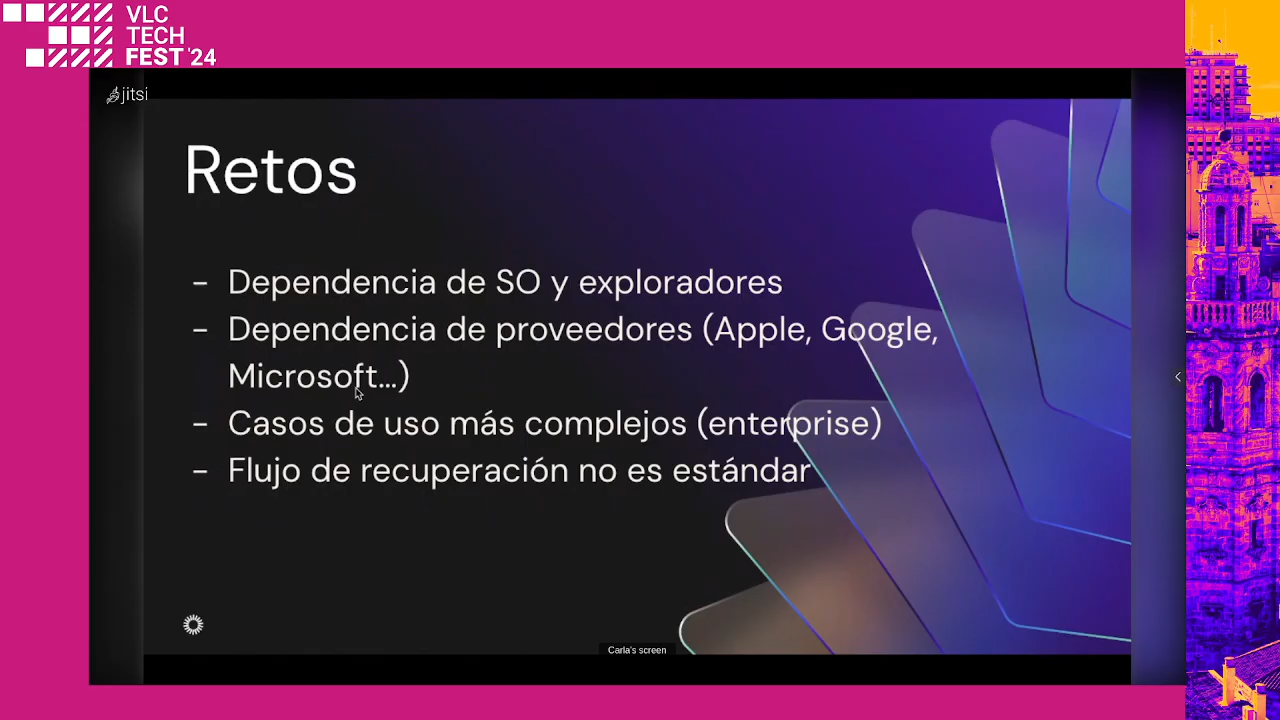 VLC
TECH
FEST '24
jitsi
Retos
- Dependencia de SO y exploradores
- Dependencia de proveedores (Apple, Google,
Microsoft...)
- Casos de uso más complejos (enterprise)
- Flujo de recuperación no es estándar
Carla's screen